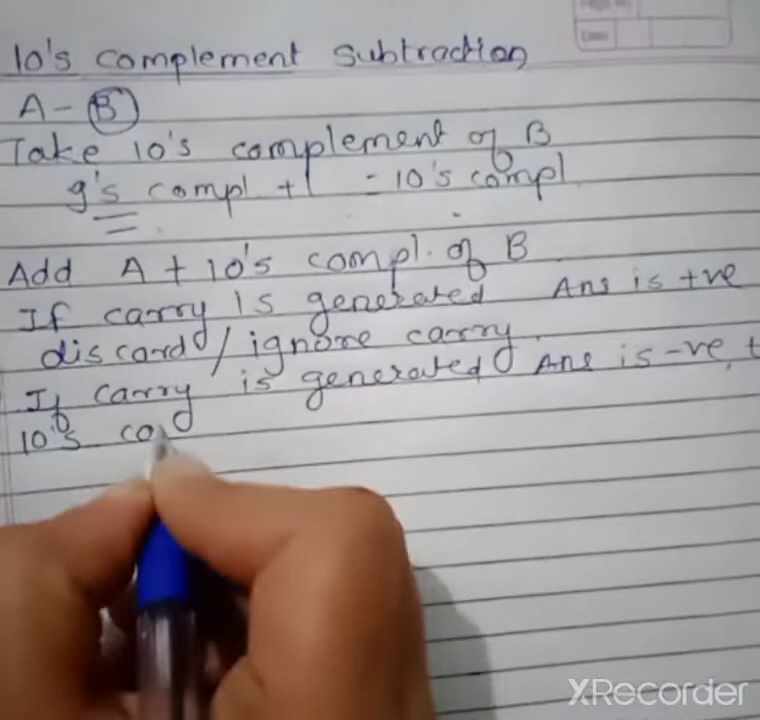 10's complement subtraction
A - B
Take 10's complement of B
9's compl + 1 = 10's compl
Add A + 10's compl. of B
If carry is generated Ans is +ve
discard / ignore carry.
If carry is generated Ans is -ve, t
10's co
XRecorder